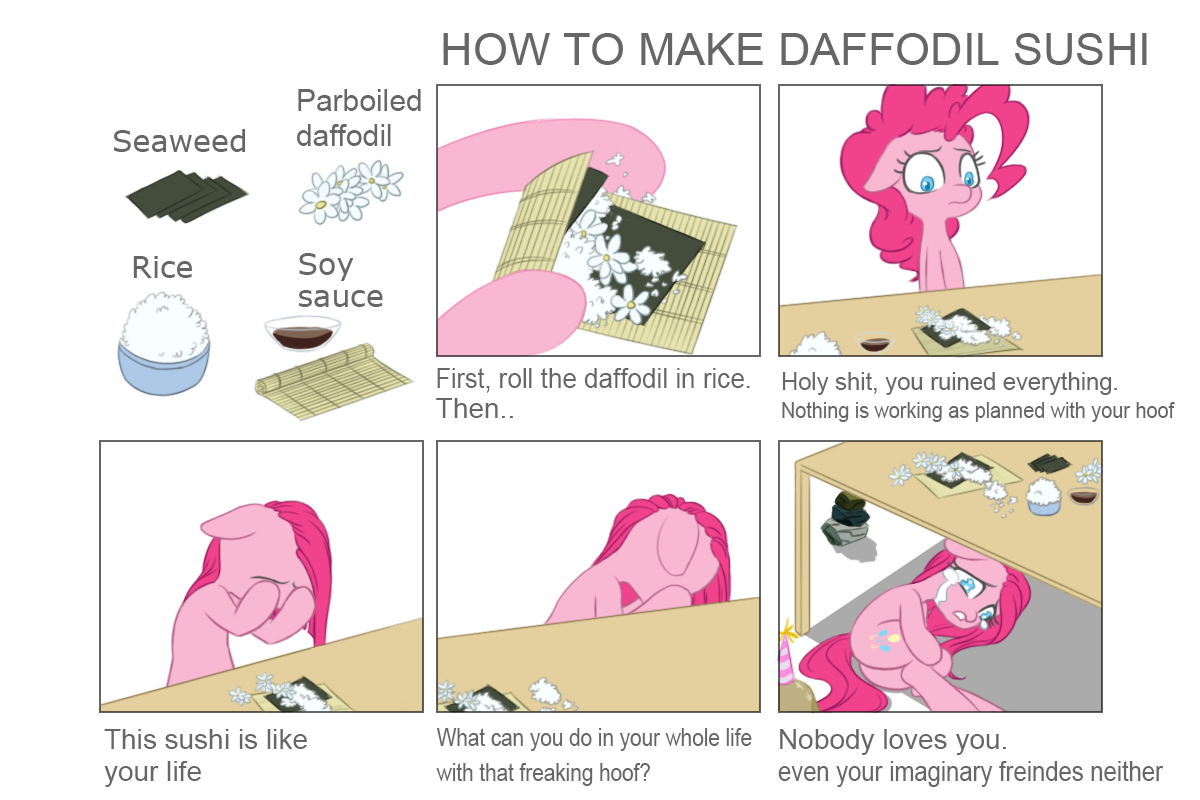 HOW TO MAKE DAFFODIL SUSHI
Seaweed
Parboiled
daffodil
Rice
Soy
sauce
First, roll the daffodil in rice.
Then..
Holy shit, you ruined everything.
Nothing is working as planned with your hoof
This sushi is like
your life
What can you do in your whole life
with that freaking hoof?
Nobody loves you.
even your imaginary freindes neither